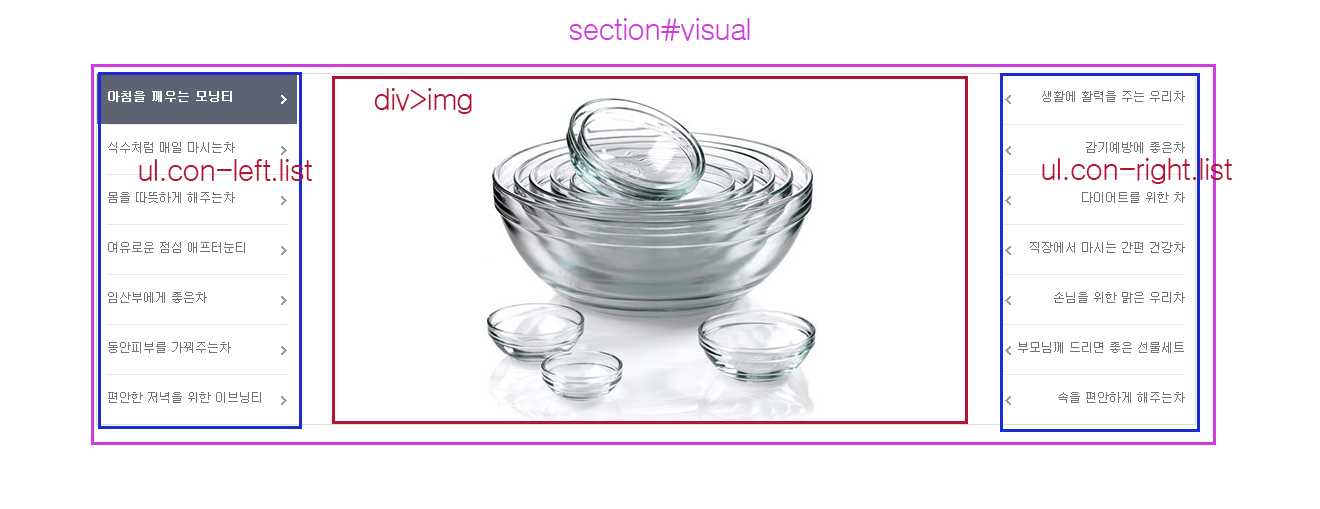 section#visual
아침을 깨우는 모닝티
식수처럼 매일 마시는차
ul.con-left.list
몸을 따뜻하게 해주는차
여유로운 점심 애프터눈티
임산부에게 좋은차
동안피부를 가꿔주는차
편안한 저녁을 위한 이브닝티
div>img
생활에 활력을 주는 우리차
감기예방에 좋은차
ul.con-right.list
다이어트를 위한 차
직장에서 마시는 간편 건강차
손님을 위한 맑은 우리차
부모님께 드리면 좋은 선물세트
속을 편안하게 해주는차